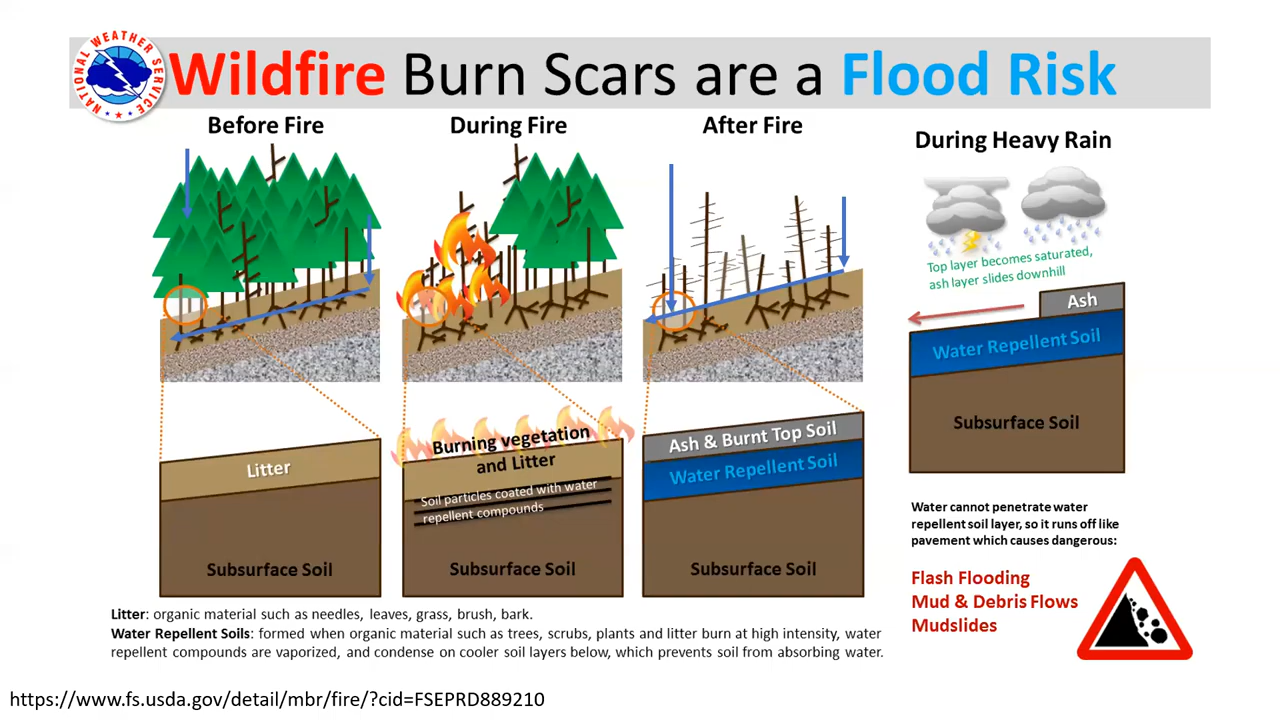 NATIONAL WEATHER SERVICE
Wildfire Burn Scars are a Flood Risk
Before Fire
During Fire
After Fire
During Heavy Rain
Top layer becomes saturated,
ash layer slides downhill
Ash
Water Repellent Soil
Subsurface Soil
Litter
Subsurface Soil
Burning vegetation
and Litter
Soil particles coated with water
repellent compounds
Subsurface Soil
Ash & Burnt Top Soil
Water Repellent Soil
Subsurface Soil
Water cannot penetrate water
repellent soil layer, so it runs off like
pavement which causes dangerous:
Flash Flooding
Mud & Debris Flows
Mudslides
Litter: organic material such as needles, leaves, grass, brush, bark.
Water Repellent Soils: formed when organic material such as trees, scrubs, plants and litter burn at high intensity, water
repellent compounds are vaporized, and condense on cooler soil layers below, which prevents soil from absorbing water.
https://www.fs.usda.gov/detail/mbr/fire/?cid=FSEPRD889210